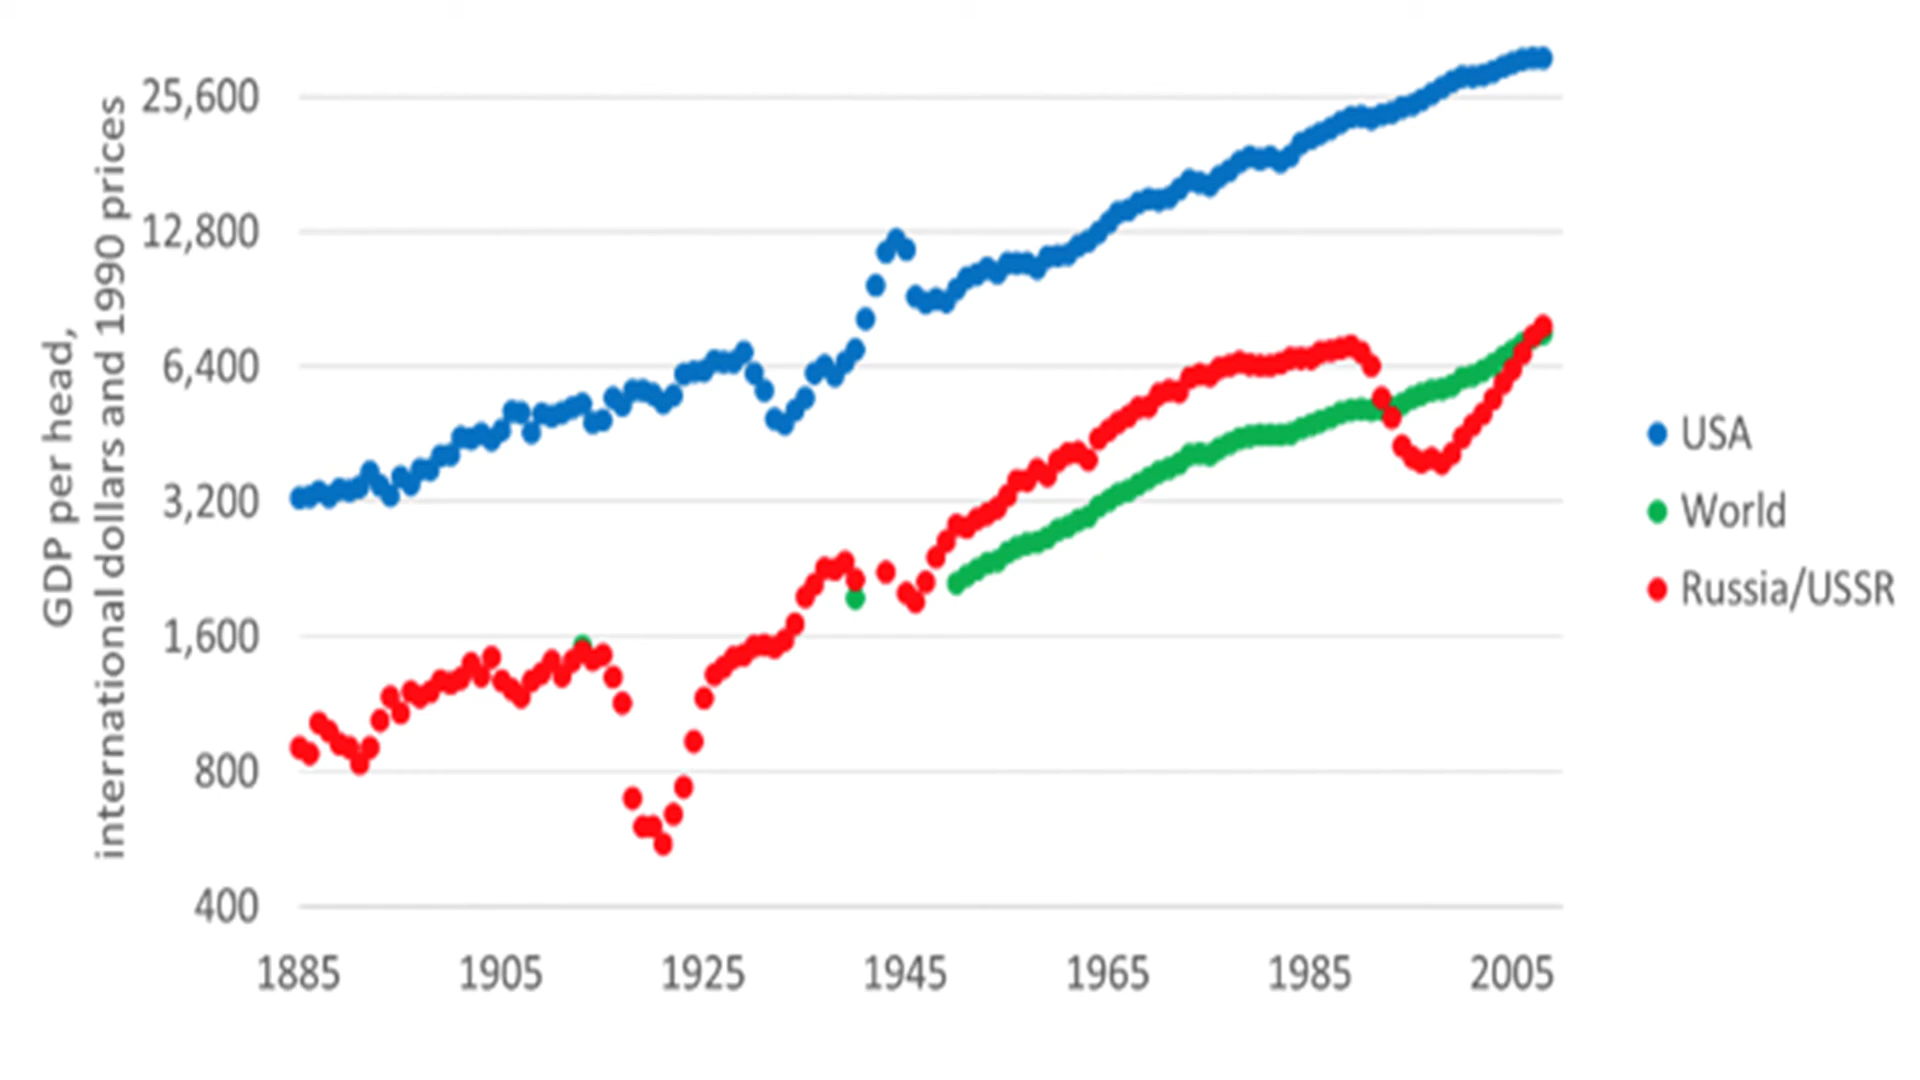 GDP per head,
international dollars and 1990 prices
25,600
12,800
6,400
3,200
1,600
800
400
1885 1905 1925 1945 1965 1985 2005
USA
World
Russia/USSR